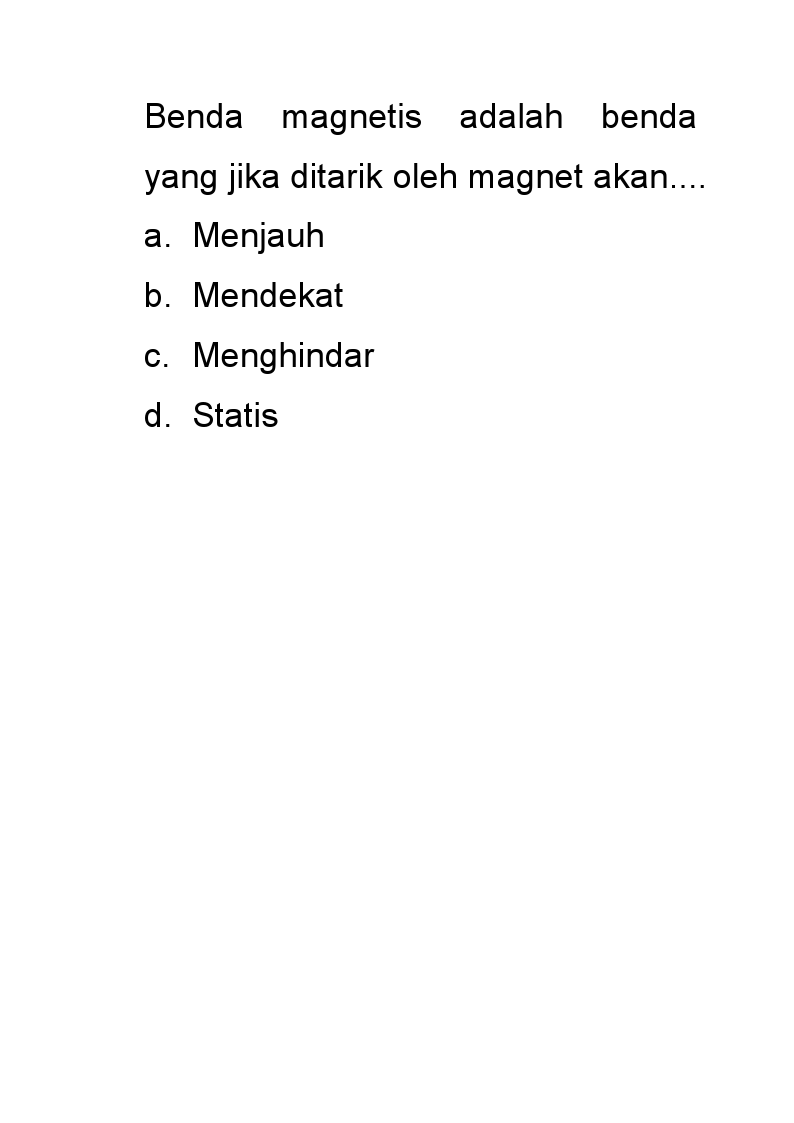 Benda magnetis adalah benda
yang jika ditarik oleh magnet akan....
a. Menjauh
b. Mendekat
c. Menghindar
d. Statis